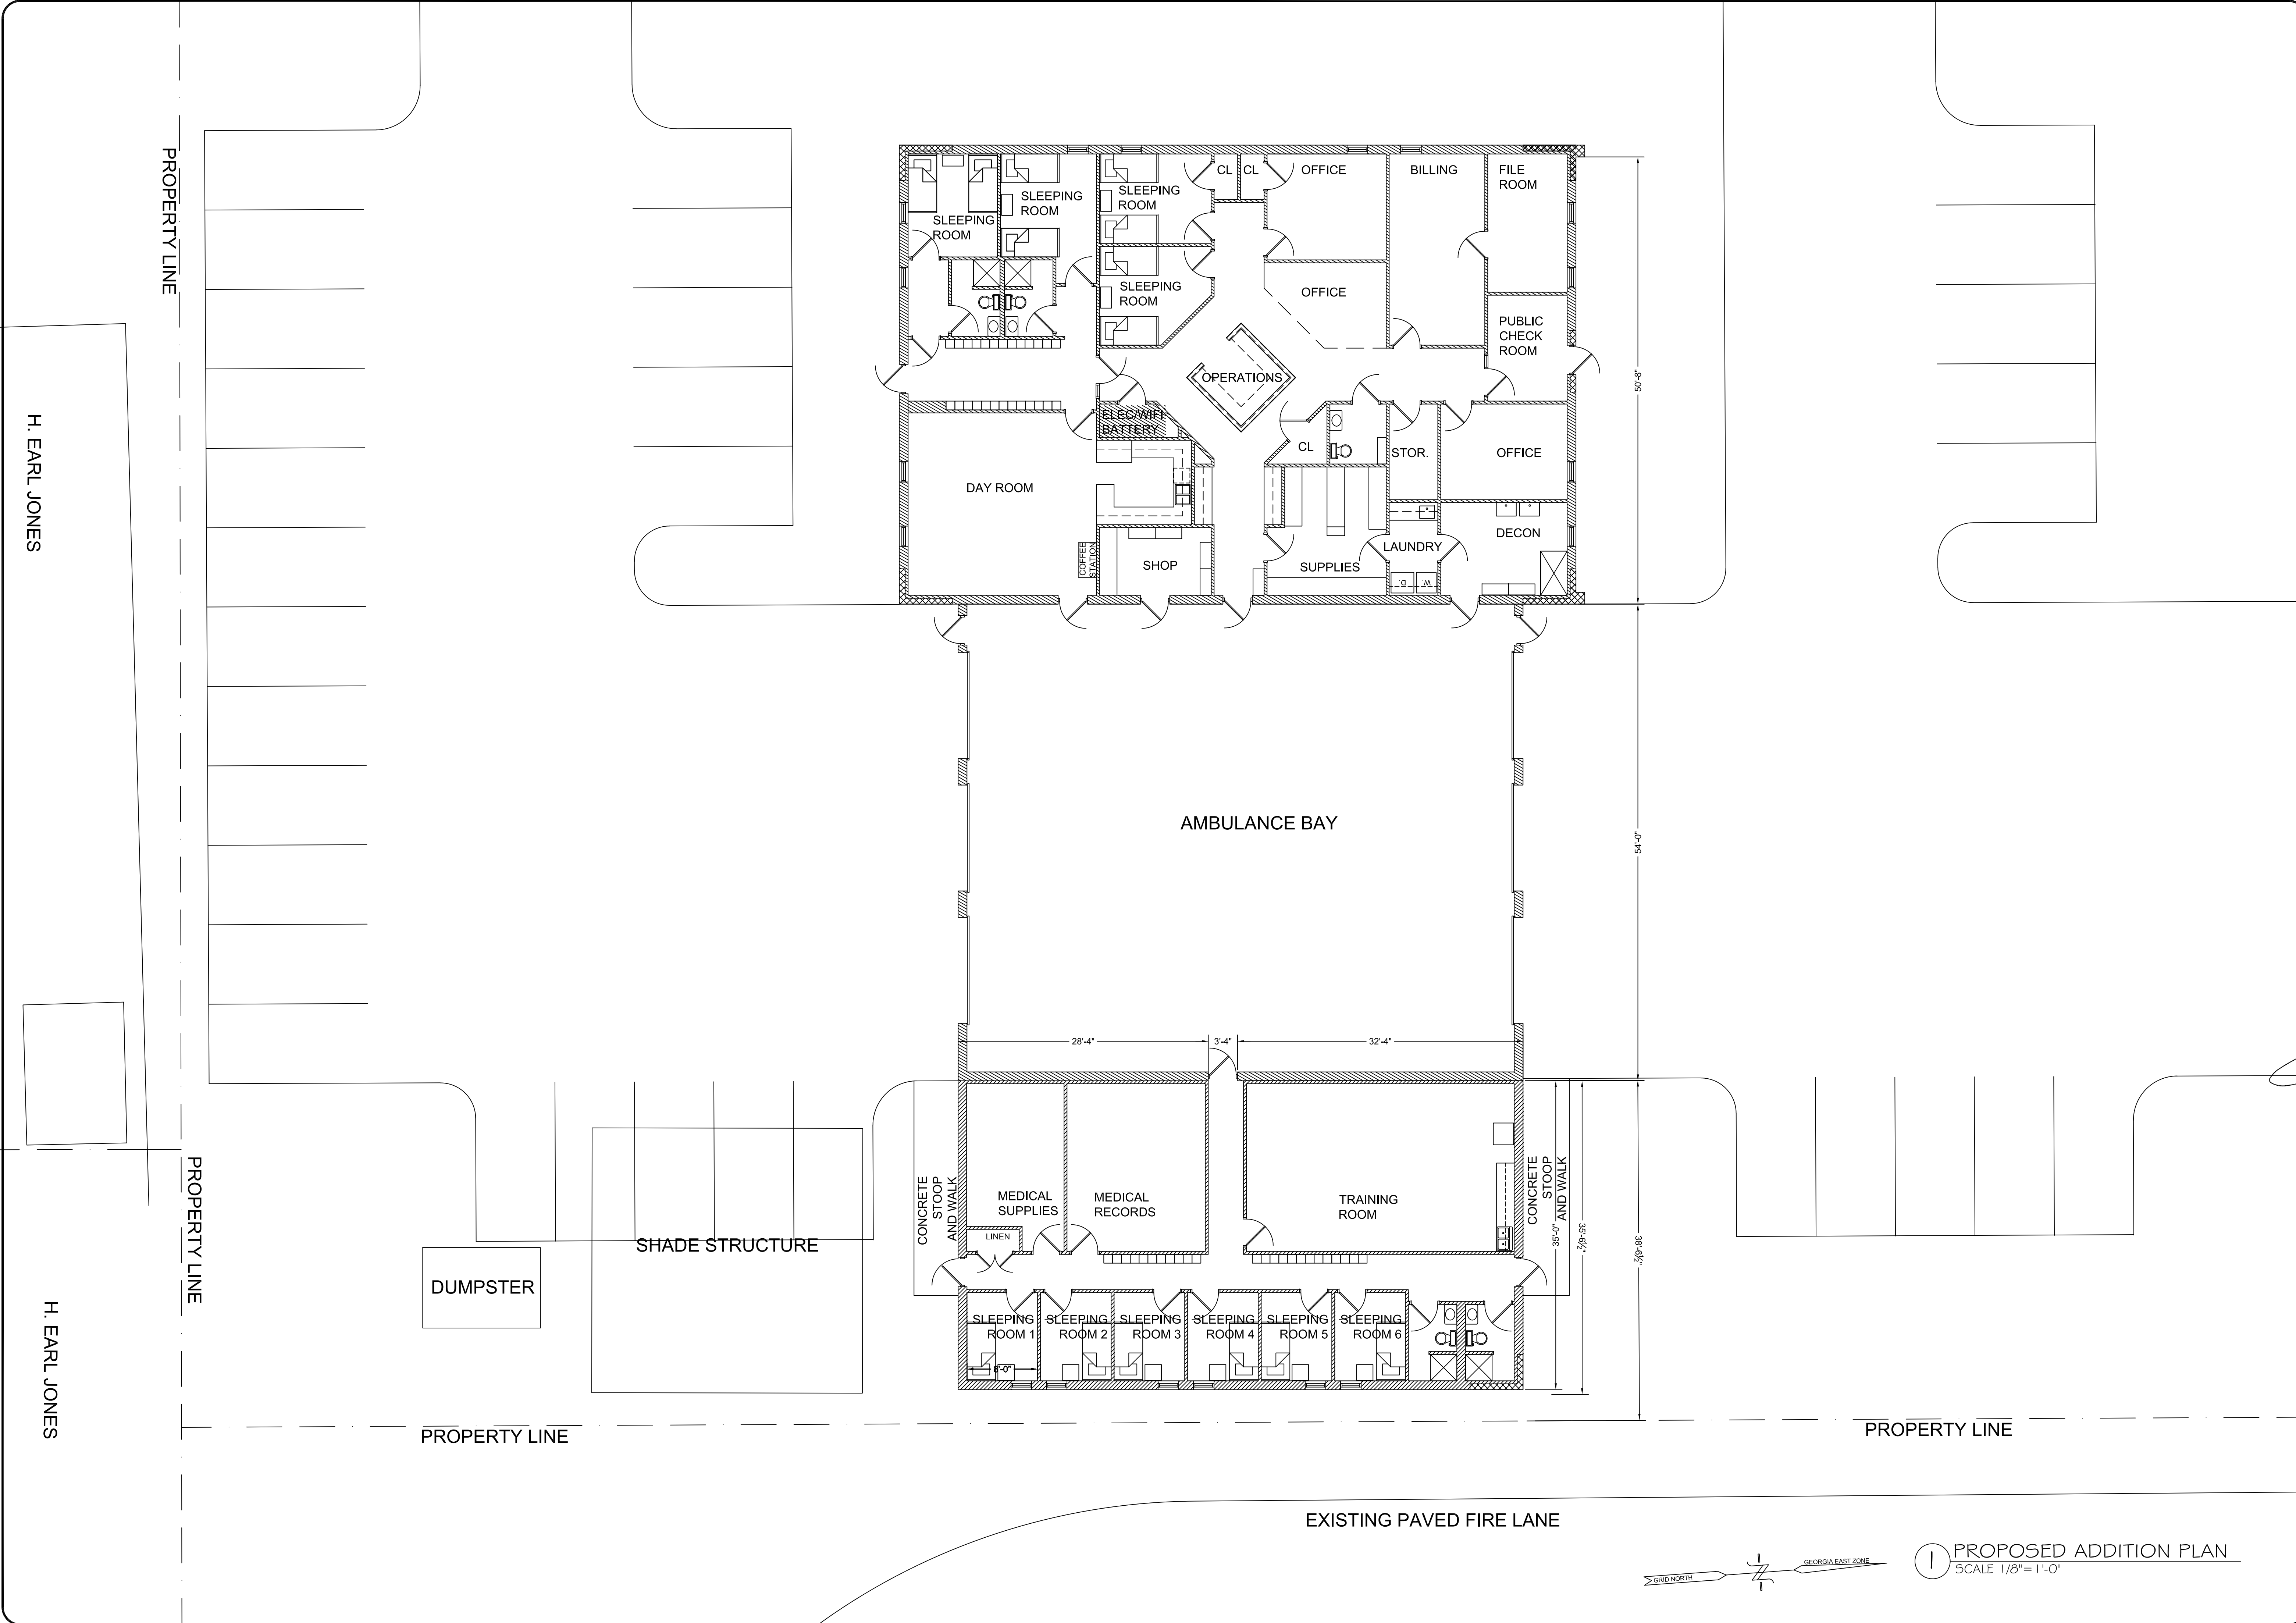 PROPERTY LINE
H. EARL JONES
SLEEPING
ROOM
SLEEPING
ROOM
SLEEPING
ROOM
SLEEPING
ROOM
CL
CL
OFFICE
BILLING
FILE
ROOM
OFFICE
PUBLIC
CHECK
ROOM
OPERATIONS
50'-8"
ELEC/WIFI-
BATTERY
CL
STOR.
OFFICE
DAY ROOM
COFFEE
STATION
SHOP
SUPPLIES
LAUNDRY
D.
W.
DECON
AMBULANCE BAY
54'-0"
28'-4"
3'-4"
32'-4"
PROPERTY LINE
H. EARL JONES
DUMPSTER
SHADE STRUCTURE
CONCRETE
STOOP
AND WALK
MEDICAL
SUPPLIES
MEDICAL
RECORDS
LINEN
TRAINING
ROOM
CONCRETE
STOOP
AND WALK
35'-0"
35'-6½"
38'-6½"
SLEEPING
ROOM 1
SLEEPING
ROOM 2
SLEEPING
ROOM 3
SLEEPING
ROOM 4
SLEEPING
ROOM 5
SLEEPING
ROOM 6
8'-0"
PROPERTY LINE
PROPERTY LINE
EXISTING PAVED FIRE LANE
GRID NORTH
GEORGIA EAST ZONE
1
PROPOSED ADDITION PLAN
SCALE 1/8"=1'-0"